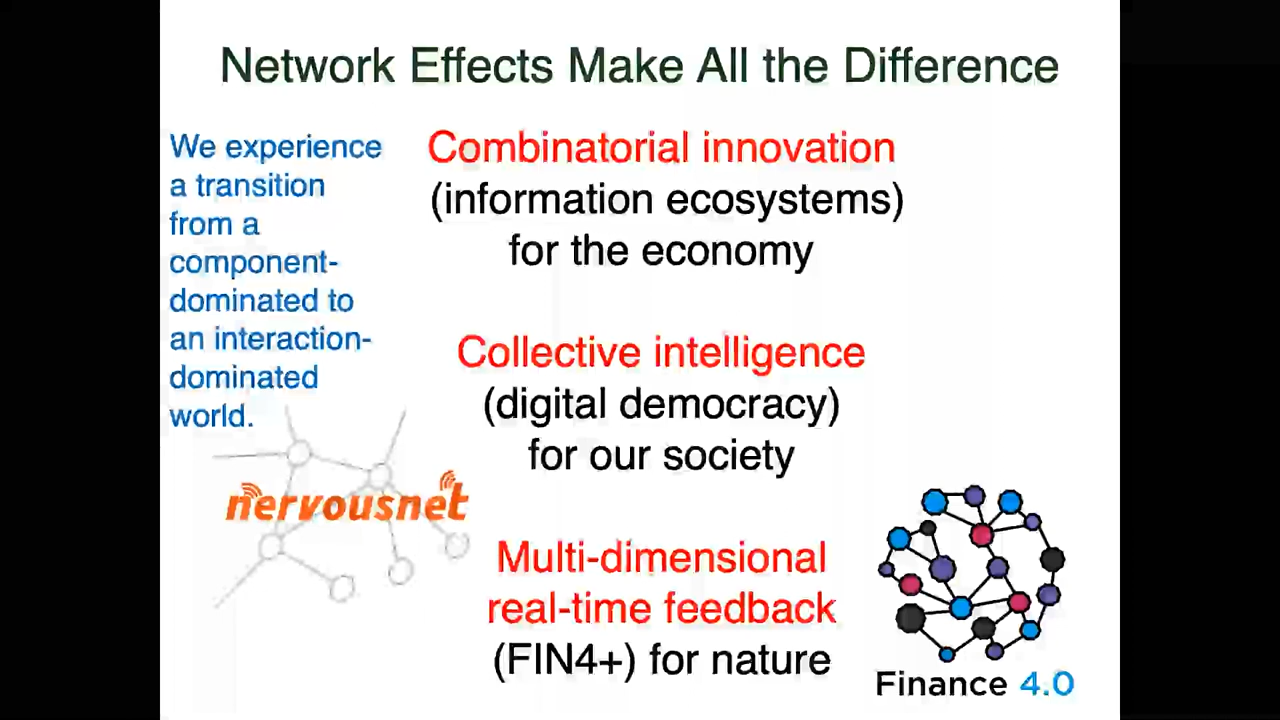 Network Effects Make All the Difference
We experience
a transition
from a
component-
dominated to
an interaction-
dominated
world.
Combinatorial innovation
(information ecosystems)
for the economy
Collective intelligence
(digital democracy)
for our society
nervousnet
Multi-dimensional
real-time feedback
(FIN4+) for nature
Finance 4.0